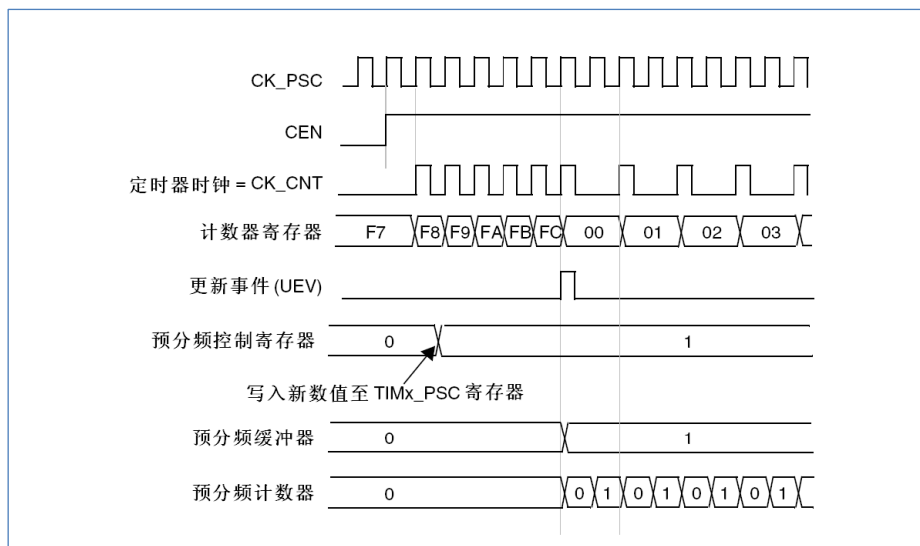 CK_PSC
CEN
定时器时钟 = CK_CNT
计数器寄存器 F7 F8 F9 FA FB FC 00 01 02 03
更新事件(UEV)
预分频控制寄存器 0 1
写入新数值至 TIMx_PSC 寄存器
预分频缓冲器 0 1
预分频计数器 0 0 1 0 1 0 1 0 1